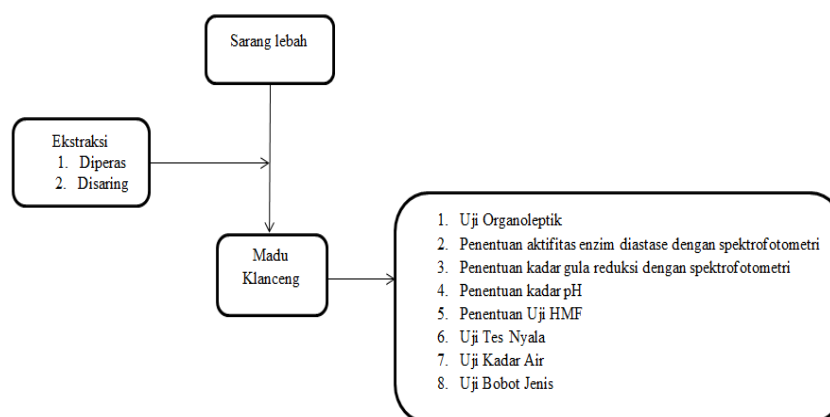 Sarang lebah
Ekstraksi
1. Diperas
2. Disaring
Madu
Klanceng
1. Uji Organoleptik
2. Penentuan aktifitas enzim diastase dengan spektrofotometri
3. Penentuan kadar gula reduksi dengan spektrofotometri
4. Penentuan kadar pH
5. Penentuan Uji HMF
6. Uji Tes Nyala
7. Uji Kadar Air
8. Uji Bobot Jenis